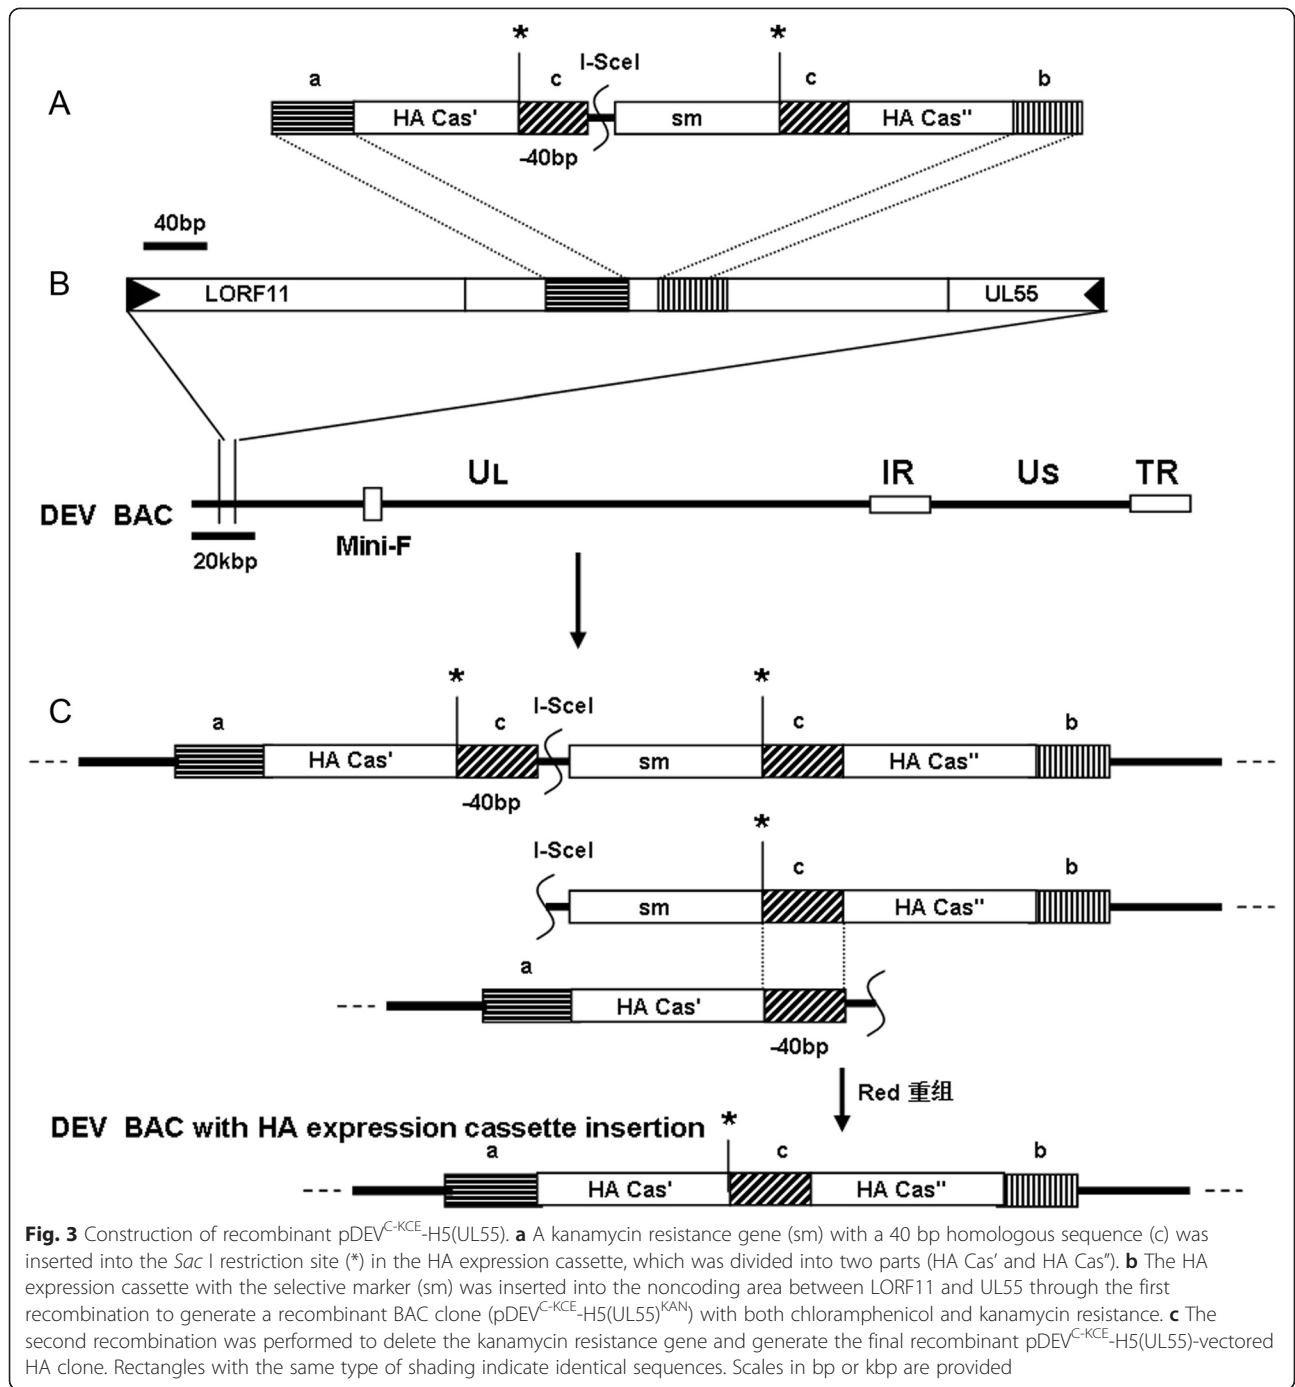 * *
I-SceI
a c c b
A
HA Cas' sm HA Cas"
-40bp
40bp
B
LORF11 UL55
UL IR US TR
DEV BAC
Mini-F
20kbp
* *
C
I-SceI
a c c b
HA Cas' sm HA Cas"
-40bp
*
I-SceI
c b
sm HA Cas"
a
HA Cas'
-40bp
Red 重组
DEV BAC with HA expression cassette insertion *
a c b
HA Cas' HA Cas"
Fig. 3 Construction of recombinant pDEV^C-KCE-H5(UL55). a A kanamycin resistance gene (sm) with a 40 bp homologous sequence (c) was
inserted into the Sac I restriction site (*) in the HA expression cassette, which was divided into two parts (HA Cas' and HA Cas"). b The HA
expression cassette with the selective marker (sm) was inserted into the noncoding area between LORF11 and UL55 through the first
recombination to generate a recombinant BAC clone (pDEV^C-KCE-H5(UL55)^KAN) with both chloramphenicol and kanamycin resistance. c The
second recombination was performed to delete the kanamycin resistance gene and generate the final recombinant pDEV^C-KCE-H5(UL55)-vectored
HA clone. Rectangles with the same type of shading indicate identical sequences. Scales in bp or kbp are provided